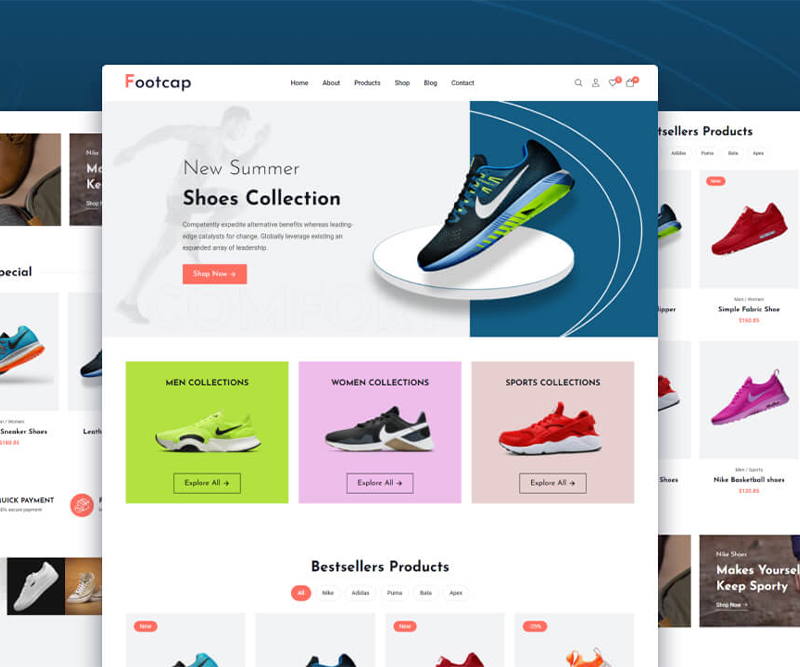 Footcap
Home About Products Shop Blog Contact
New Summer
Shoes Collection
Competently expedite alternative benefits whereas leading-
edge catalysts for change. Globally leverage existing an
expanded array of leadership.
Shop Now →
MEN COLLECTIONS
Explore All →
WOMEN COLLECTIONS
Explore All →
SPORTS COLLECTIONS
Explore All →
Bestsellers Products
All Nike Adidas Puma Bata Apex
New
New
-25%
Nike
Ma
Ke
Shop
pecial
Men / Women
Sneaker Shoes
$160.85
Leath
UICK PAYMENT
secure payment
F
tsellers Products
Adidas Puma Bata Apex
New
lipper
Men / Women
Simple Fabric Shoe
$160.85
Shoes
Men / Sports
Nike Basketball shoes
$120.85
Nike Shoes
Makes Yoursel
Keep Sporty
Shop Now →